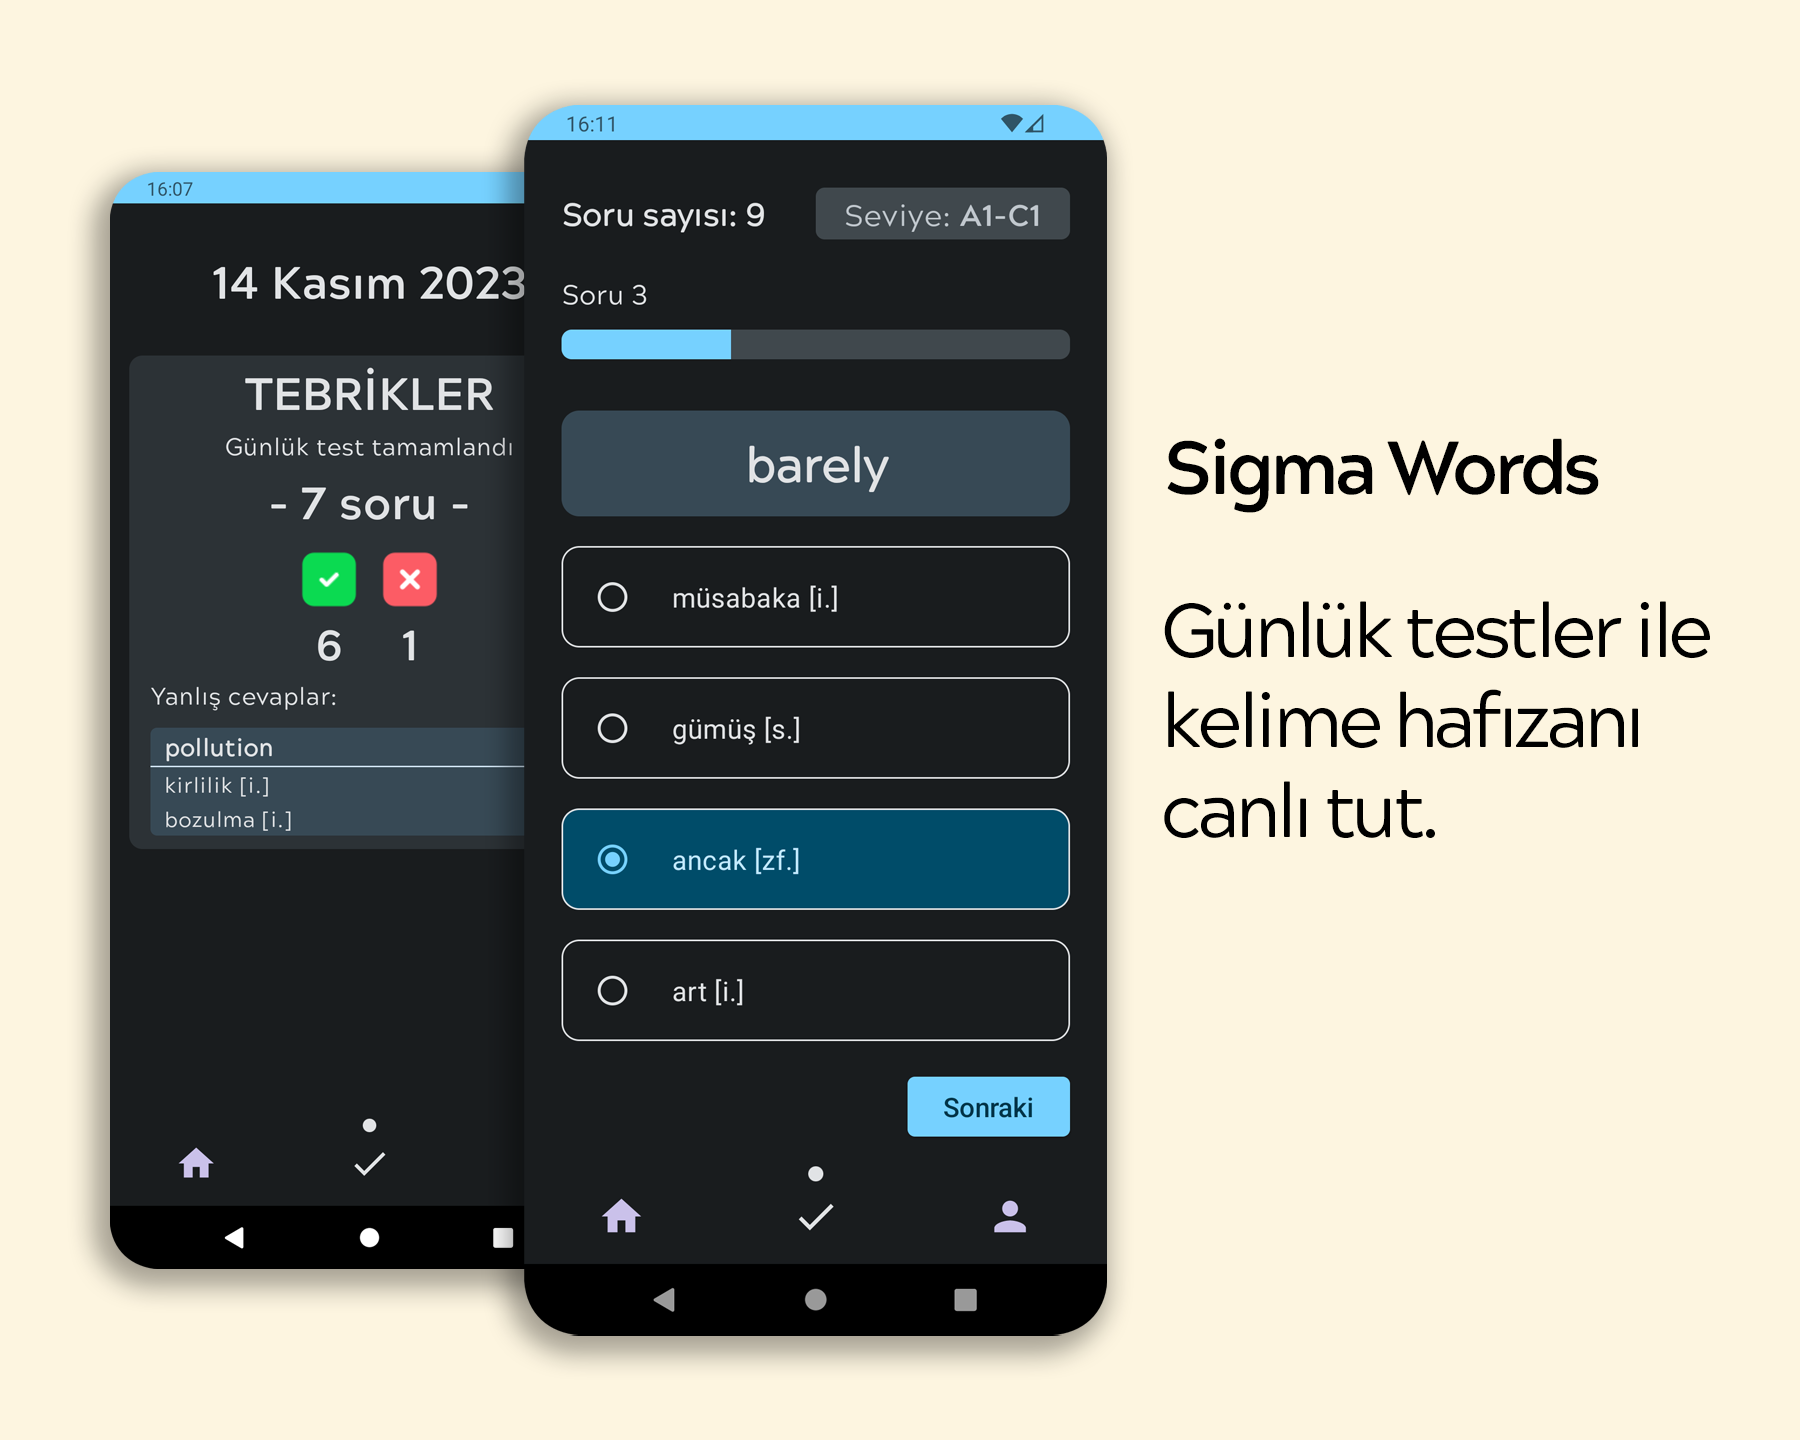 16:07
14 Kasım 2023
TEBRİKLER
Günlük test tamamlandı
- 7 soru -
6 1
Yanlış cevaplar:
pollution
kirlilik [i.]
bozulma [i.]
16:11
Soru sayısı: 9
Seviye: A1-C1
Soru 3
barely
müsabaka [i.]
gümüş [s.]
ancak [zf.]
art [i.]
Sonraki
Sigma Words
Günlük testler ile
kelime hafızanı
canlı tut.